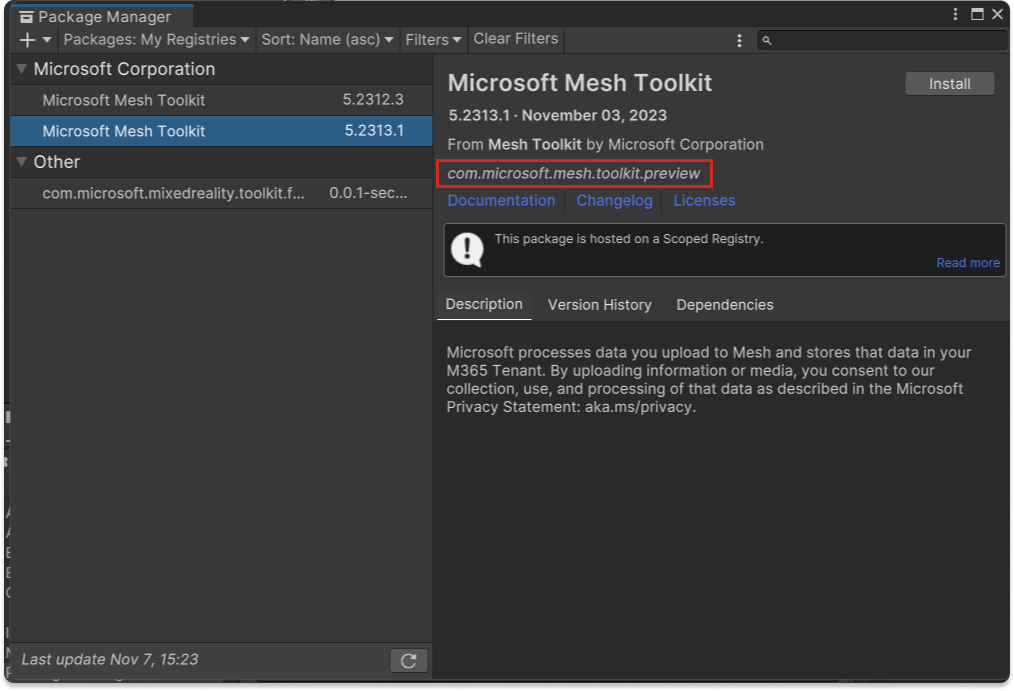 Package Manager
+ Packages: My Registries Sort: Name (asc) Filters Clear Filters
Microsoft Corporation
Microsoft Mesh Toolkit 5.2312.3
Microsoft Mesh Toolkit 5.2313.1
Other
com.microsoft.mixedreality.toolkit.f... 0.0.1-sec...
Last update Nov 7, 15:23
Microsoft Mesh Toolkit
Install
5.2313.1 · November 03, 2023
From Mesh Toolkit by Microsoft Corporation
com.microsoft.mesh.toolkit.preview
Documentation Changelog Licenses
This package is hosted on a Scoped Registry.
Read more
Description Version History Dependencies
Microsoft processes data you upload to Mesh and stores that data in your
M365 Tenant. By uploading information or media, you consent to our
collection, use, and processing of that data as described in the Microsoft
Privacy Statement: aka.ms/privacy.